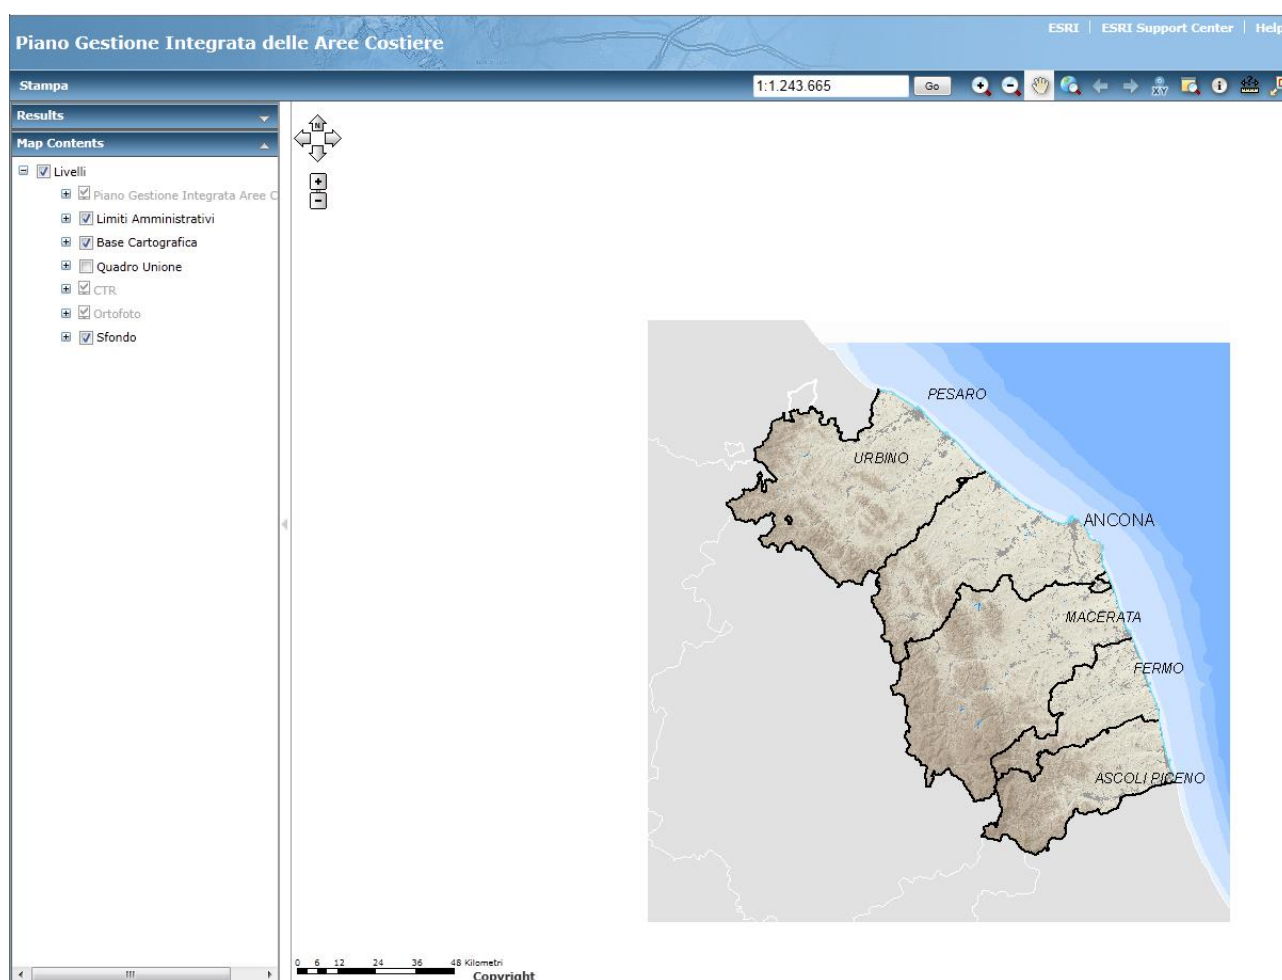 ESRI | ESRI Support Center | Help
Piano Gestione Integrata delle Aree Costiere
Stampa
1:1.243.665
Go
XY
Results
Map Contents
N
Livelli
Piano Gestione Integrata Aree C
Limiti Amministrativi
Base Cartografica
Quadro Unione
CTR
Ortofoto
Sfondo
PESARO
URBINO
ANCONA
MACERATA
FERMO
ASCOLI PICENO
0 6 12 24 36 48 Kilometri
Copyright